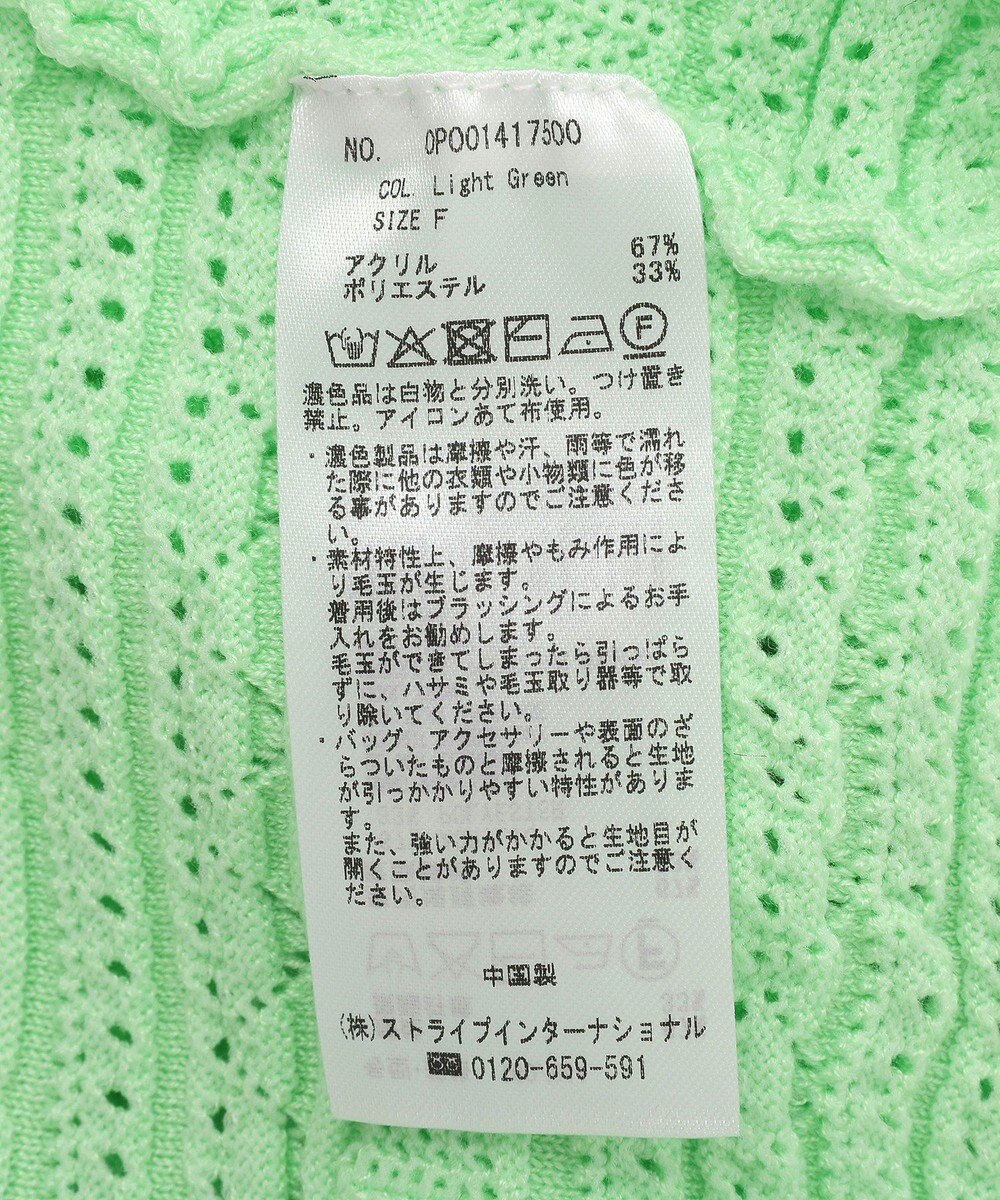 NO. 0P001417500
COL. Light Green
SIZE F
アクリル 67%
ポリエステル 33%
F
濃色品は白物と分別洗い。つけ置き
禁止。アイロンあて布使用。
・濃色製品は摩擦や汗、雨等で濡れ
た際に他の衣類や小物類に色が移
る事がありますのでご注意くださ
い。
・素材特性上、摩擦やもみ作用によ
り毛玉が生じます。
着用後はブラッシングによるお手
入れをお勧めします。
毛玉ができてしまったら引っぱら
ずに、ハサミや毛玉取り器等で取
り除いてください。
・バッグ、アクセサリーや表面のざ
らついたものと摩擦されると生地
が引っかかりやすい特性がありま
す。
また、強い力がかかると生地目が
開くことがありますのでご注意く
ださい。
中国製
(株)ストライプインターナショナル
0120-659-591